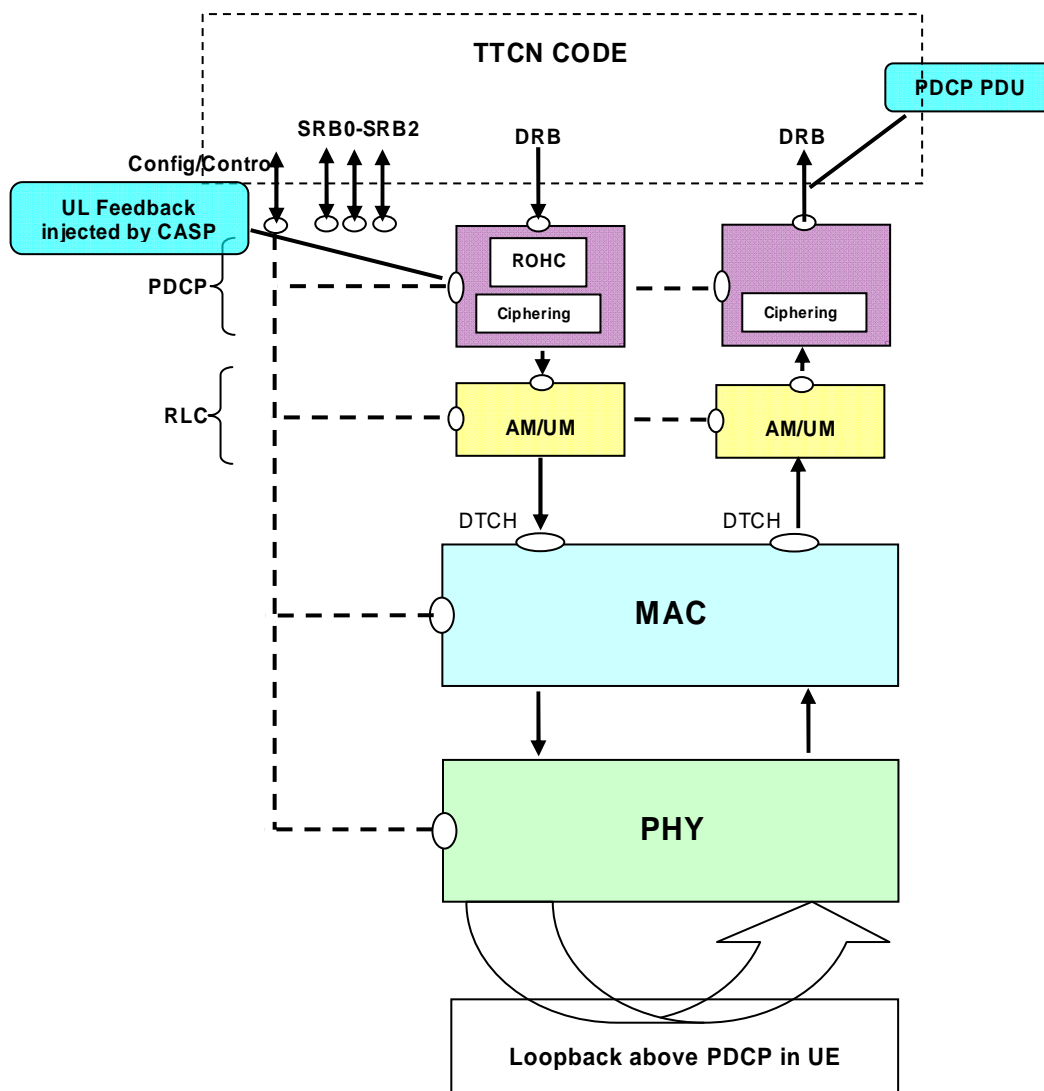 TTCN CODE
PDCP PDU
SRB0-SRB2
DRB
DRB
Config/Contro
UL Feedback
injected by CASP
ROHC
PDCP
Ciphering
Ciphering
RLC
AM/UM
AM/UM
DTCH
DTCH
MAC
PHY
Loopback above PDCP in UE